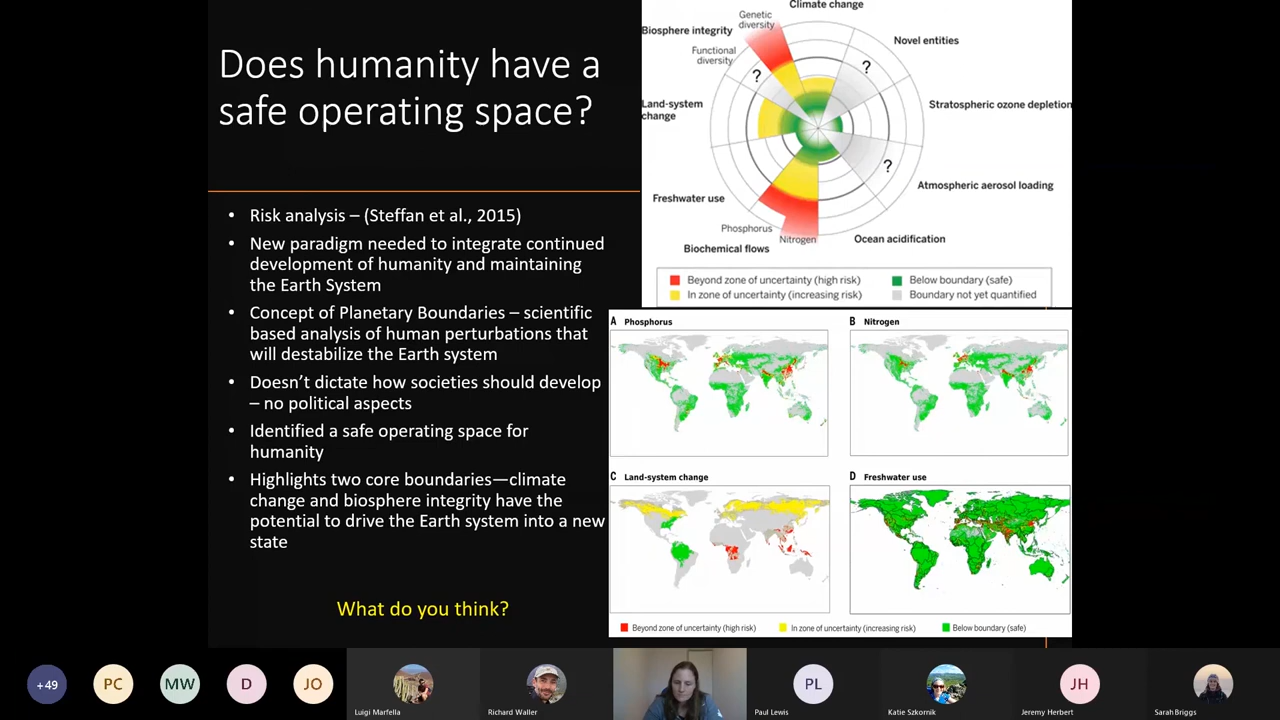 Does humanity have a
safe operating space?
• Risk analysis – (Steffan et al., 2015)
• New paradigm needed to integrate continued
development of humanity and maintaining
the Earth System
• Concept of Planetary Boundaries – scientific
based analysis of human perturbations that
will destabilize the Earth system
• Doesn't dictate how societies should develop
– no political aspects
• Identified a safe operating space for
humanity
• Highlights two core boundaries—climate
change and biosphere integrity have the
potential to drive the Earth system into a new
state
What do you think?
Climate change
Genetic
diversity
Biosphere integrity
Functional
diversity
Novel entities
?
?
Land-system
change
Stratospheric ozone depletion
?
Atmospheric aerosol loading
Freshwater use
Phosphorus
Nitrogen
Biochemical flows
Ocean acidification
Beyond zone of uncertainty (high risk)
Below boundary (safe)
In zone of uncertainty (increasing risk)
Boundary not yet quantified
A Phosphorus
B Nitrogen
C Land-system change
D Freshwater use
Beyond zone of uncertainty (high risk)
In zone of uncertainty (increasing risk)
Below boundary (safe)
+49
PC
MW
D
JO
Luigi Marfella
Richard Waller
PL
Paul Lewis
Katie Szkornik
JH
Jeremy Herbert
Sarah Briggs